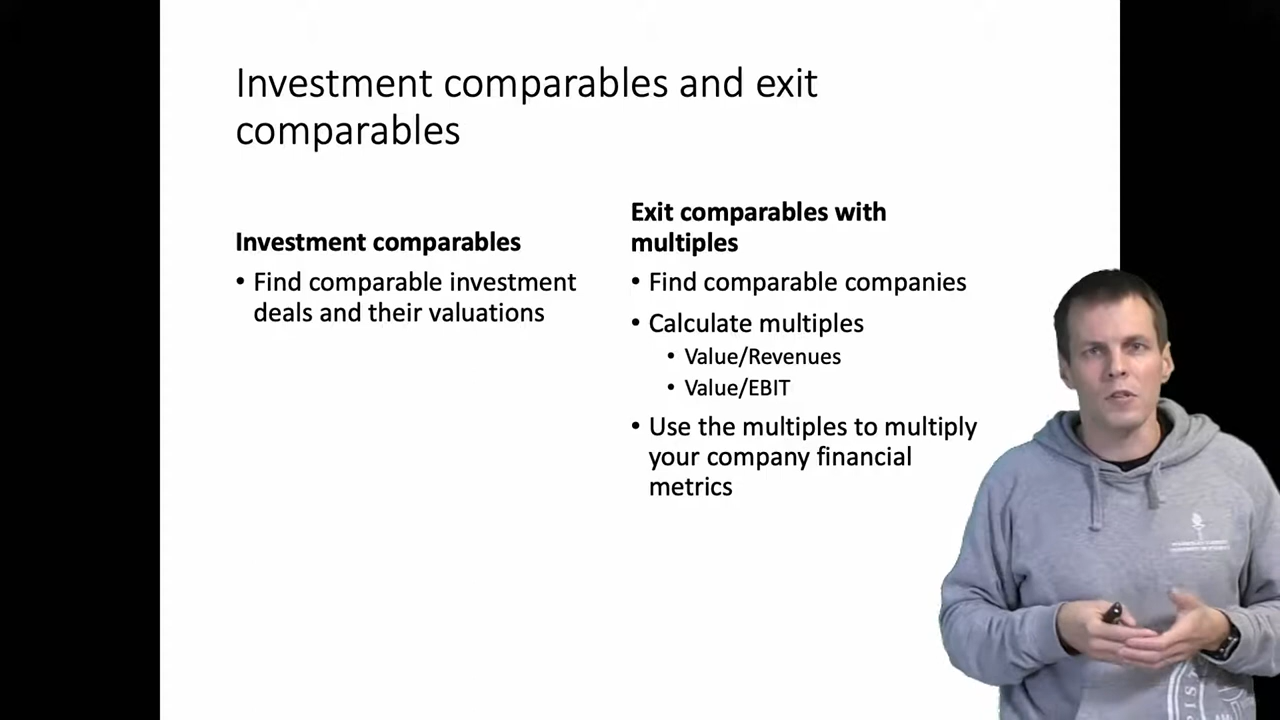 Investment comparables and exit
comparables
Investment comparables
• Find comparable investment
deals and their valuations
Exit comparables with
multiples
• Find comparable companies
• Calculate multiples
• Value/Revenues
• Value/EBIT
• Use the multiples to multiply
your company financial
metrics